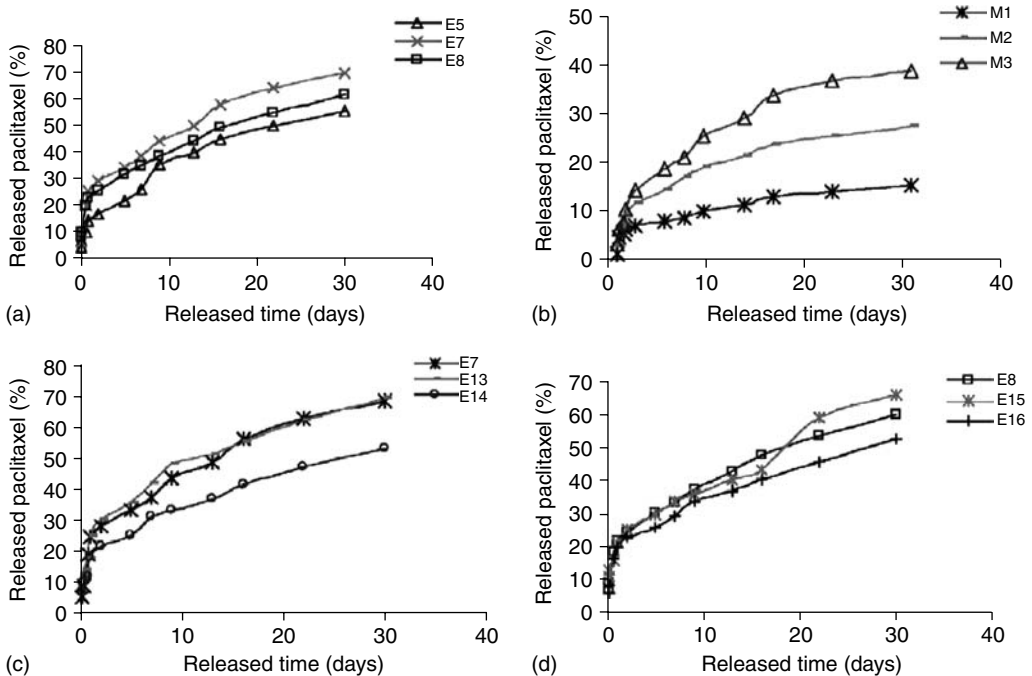 E5
E7
E8
Released paclitaxel (%)
80
70
60
50
40
30
20
10
0
0 10 20 30 40
Released time (days)
(a)
M1
M2
M3
Released paclitaxel (%)
50
40
30
20
10
0
0 10 20 30 40
Released time (days)
(b)
E7
E13
E14
Released paclitaxel (%)
80
70
60
50
40
30
20
10
0
0 10 20 30 40
Released time (days)
(c)
E8
E15
E16
Released paclitaxel (%)
70
60
50
40
30
20
10
0
0 10 20 30 40
Released time (days)
(d)